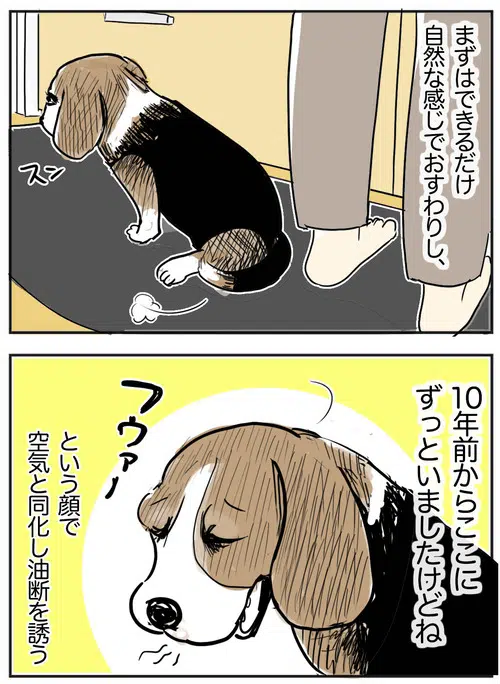 まずはできるだけ
自然な感じでおすわりし、
スン
10年前からここに
ずっといましたけどね
フウァー
という顔で
空気と同化し油断を誘う